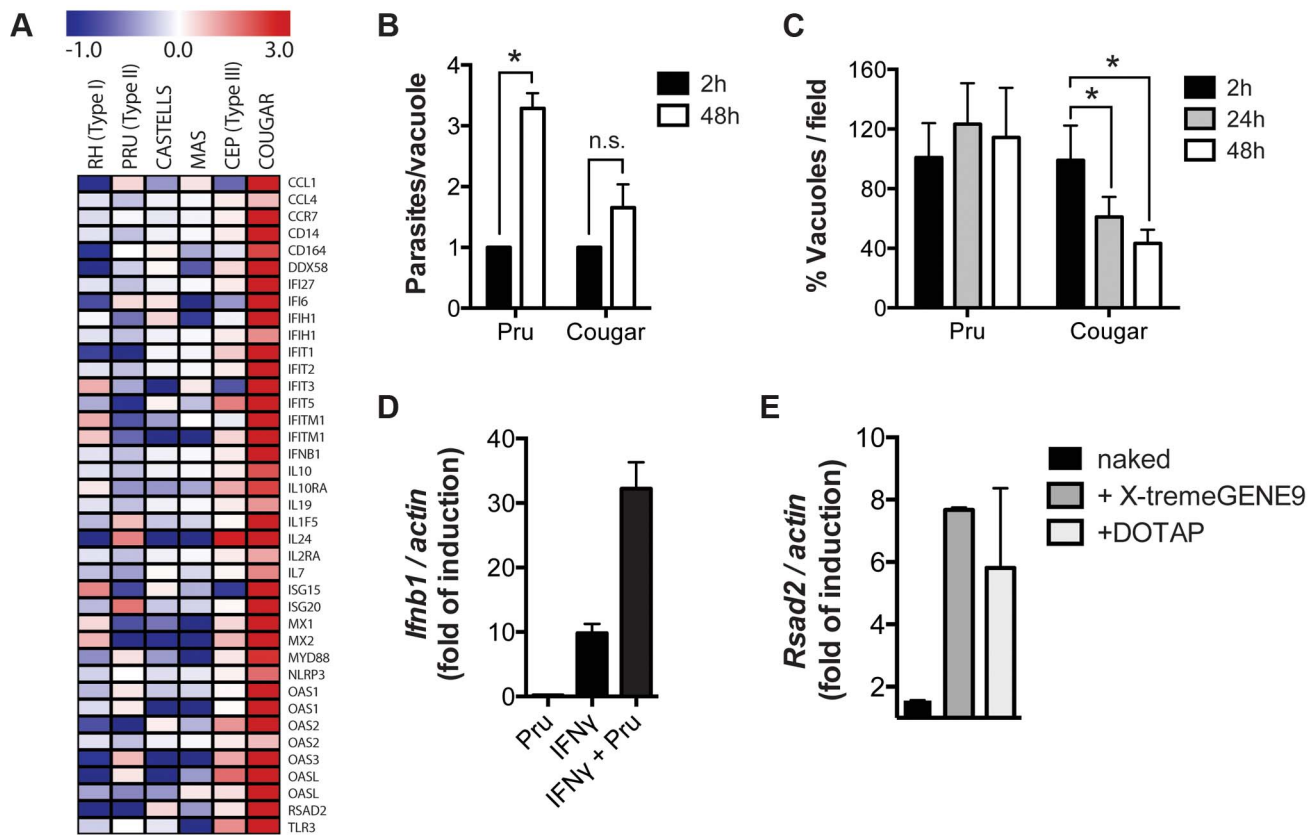 A
-1.0 0.0 3.0
RH (Type I)
PRU (Type II)
CASTELLS
MAS
CEP (Type III)
COUGAR
CCL1
CCL4
CCR7
CD14
CD164
DDX58
IFI27
IFI6
IFIH1
IFIH1
IFIT1
IFIT2
IFIT3
IFIT5
IFITM1
IFITM1
IFNB1
IL10
IL10RA
IL19
IL1F5
IL24
IL2RA
IL7
ISG15
ISG20
MX1
MX2
MYD88
NLRP3
OAS1
OAS1
OAS2
OAS2
OAS3
OASL
OASL
RSAD2
TLR3
B
Parasites/vacuole
4
3
2
1
0
*
n.s.
2h
48h
Pru Cougar
C
% Vacuoles / field
160
120
80
40
0
*
*
2h
24h
48h
Pru Cougar
D
Ifnb1 / actin
(fold of induction)
40
30
20
10
0
Pru
IFNγ
IFNγ + Pru
E
Rsad2 / actin
(fold of induction)
10
8
6
4
2
naked
+ X-tremeGENE9
+DOTAP